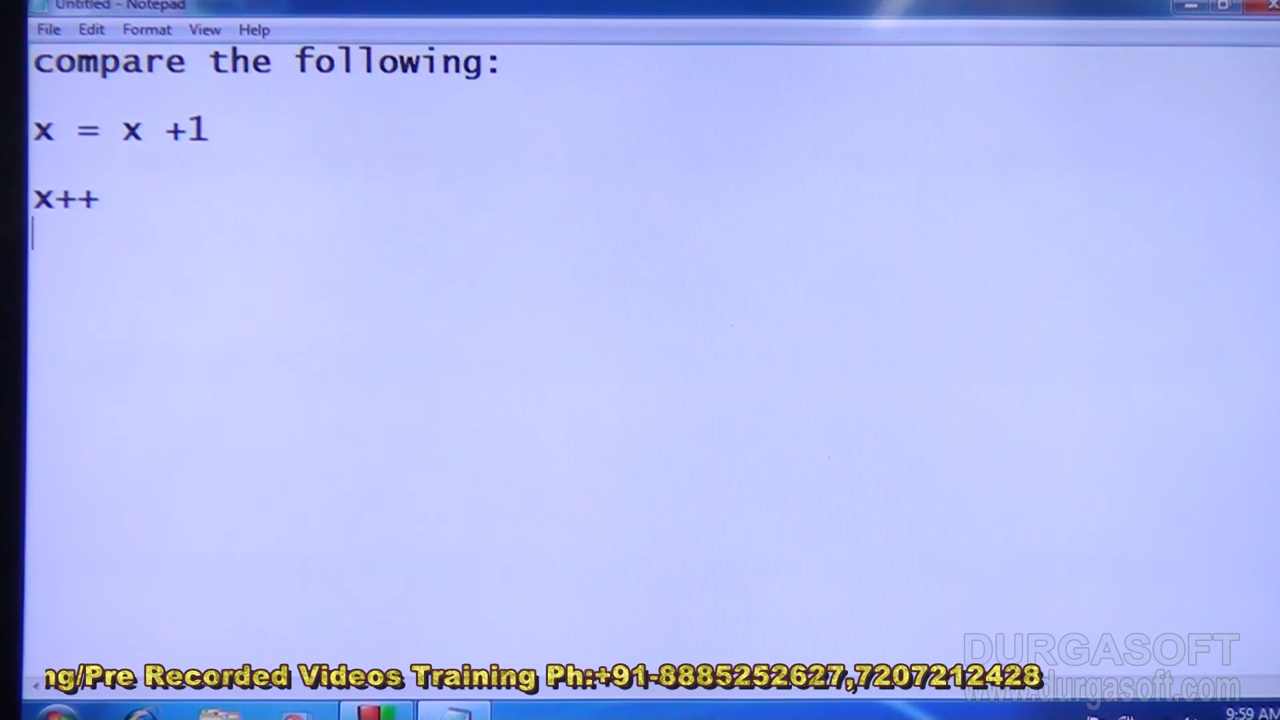 Untitled - Notepad
File Edit Format View Help
compare the following:
x = x +1
x++
ng/Pre Recorded Videos Training Ph:+91-8885252627,7207212428
DURGASOFT
www.durgasoft.com
9:59 AM